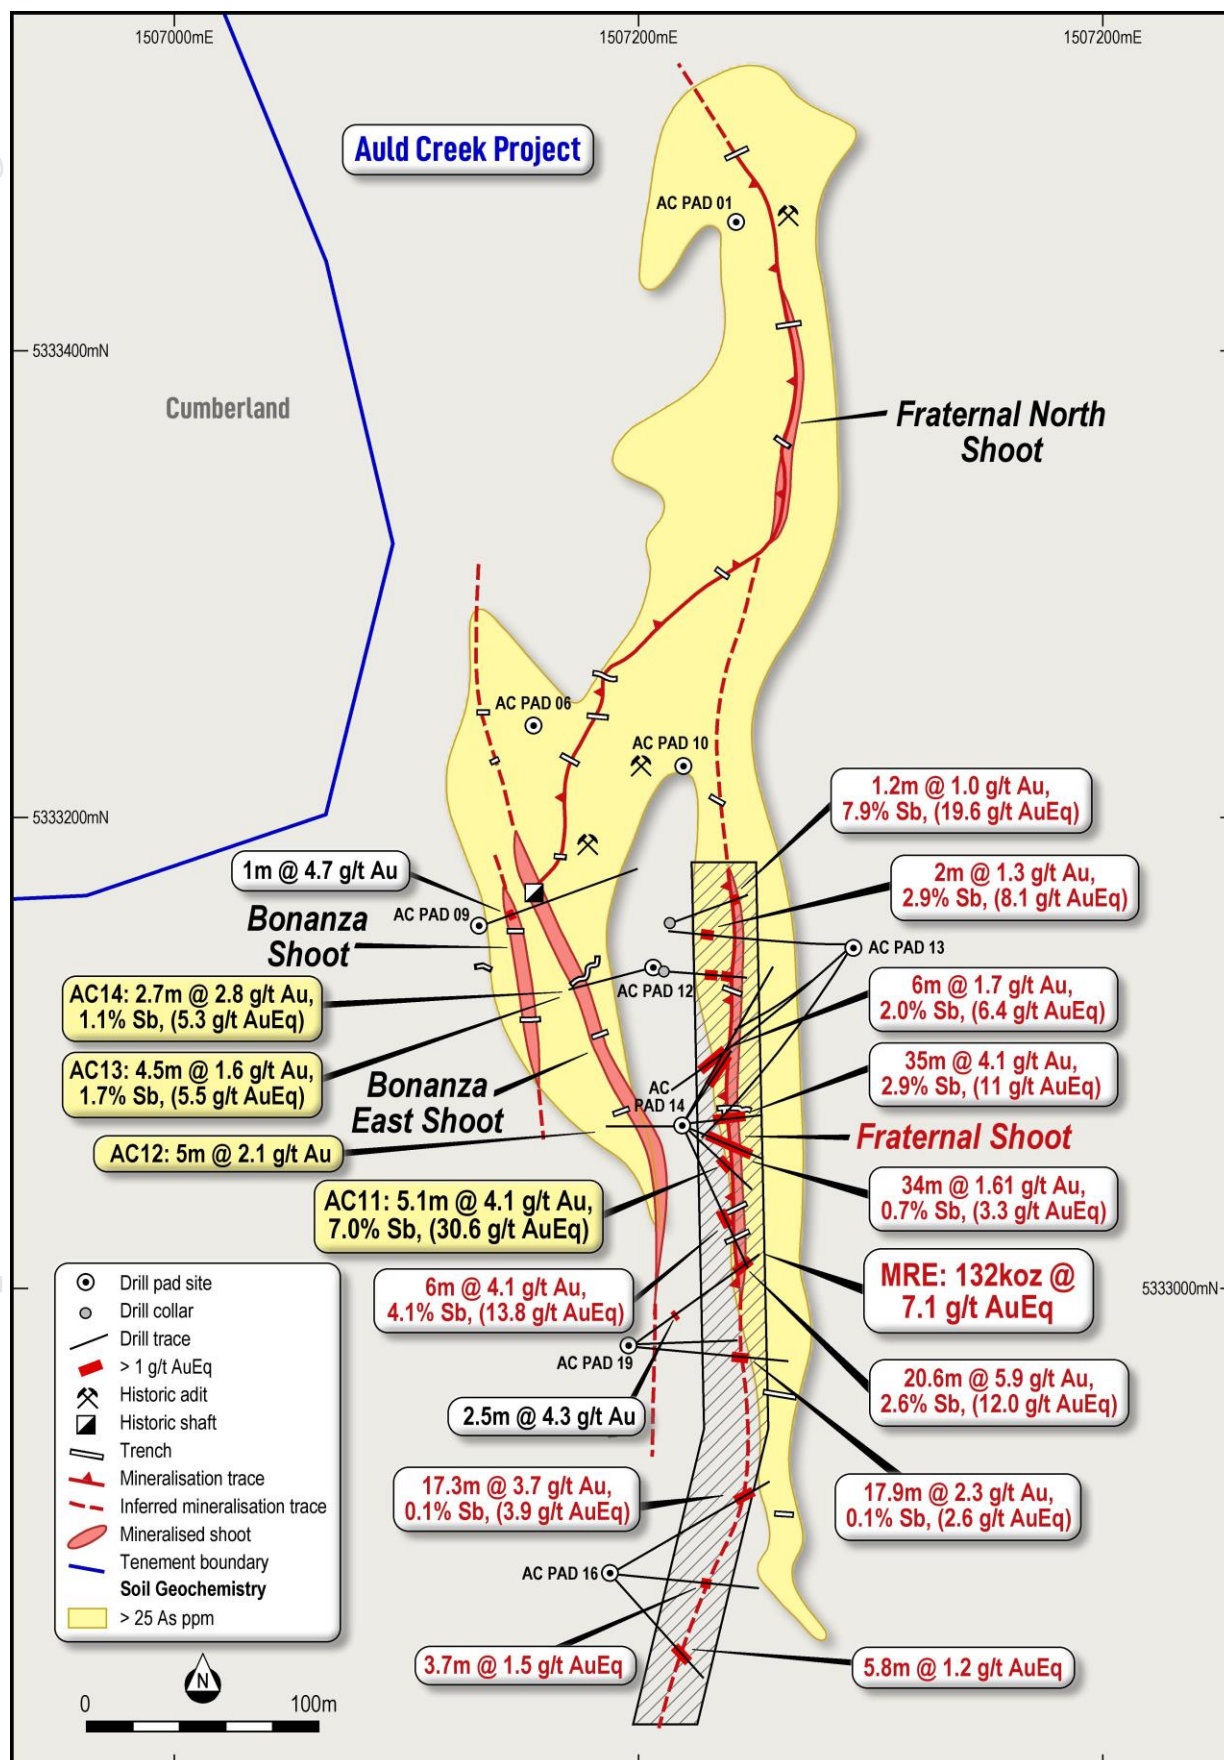 1507000mE
1507200mE
1507200mE
Auld Creek Project
AC PAD 01
5333400mN
Cumberland
Fraternal North
Shoot
AC PAD 06
AC PAD 10
1.2m @ 1.0 g/t Au,
7.9% Sb, (19.6 g/t AuEq)
5333200mN
1m @ 4.7 g/t Au
2m @ 1.3 g/t Au,
2.9% Sb, (8.1 g/t AuEq)
AC PAD 09
Bonanza
Shoot
AC PAD 13
AC PAD 12
AC14: 2.7m @ 2.8 g/t Au,
1.1% Sb, (5.3 g/t AuEq)
6m @ 1.7 g/t Au,
2.0% Sb, (6.4 g/t AuEq)
AC13: 4.5m @ 1.6 g/t Au,
1.7% Sb, (5.5 g/t AuEq)
35m @ 4.1 g/t Au,
2.9% Sb, (11 g/t AuEq)
AC
PAD 14
Bonanza
East Shoot
Fraternal Shoot
AC12: 5m @ 2.1 g/t Au
AC11: 5.1m @ 4.1 g/t Au,
7.0% Sb, (30.6 g/t AuEq)
34m @ 1.61 g/t Au,
0.7% Sb, (3.3 g/t AuEq)
MRE: 132koz @
7.1 g/t AuEq
5333000mN
6m @ 4.1 g/t Au,
4.1% Sb, (13.8 g/t AuEq)
AC PAD 19
20.6m @ 5.9 g/t Au,
2.6% Sb, (12.0 g/t AuEq)
2.5m @ 4.3 g/t Au
17.3m @ 3.7 g/t Au,
0.1% Sb, (3.9 g/t AuEq)
17.9m @ 2.3 g/t Au,
0.1% Sb, (2.6 g/t AuEq)
AC PAD 16
3.7m @ 1.5 g/t AuEq
5.8m @ 1.2 g/t AuEq
Drill pad site
Drill collar
Drill trace
> 1 g/t AuEq
Historic adit
Historic shaft
Trench
Mineralisation trace
Inferred mineralisation trace
Mineralised shoot
Tenement boundary
Soil Geochemistry
> 25 As ppm
N
0
100m